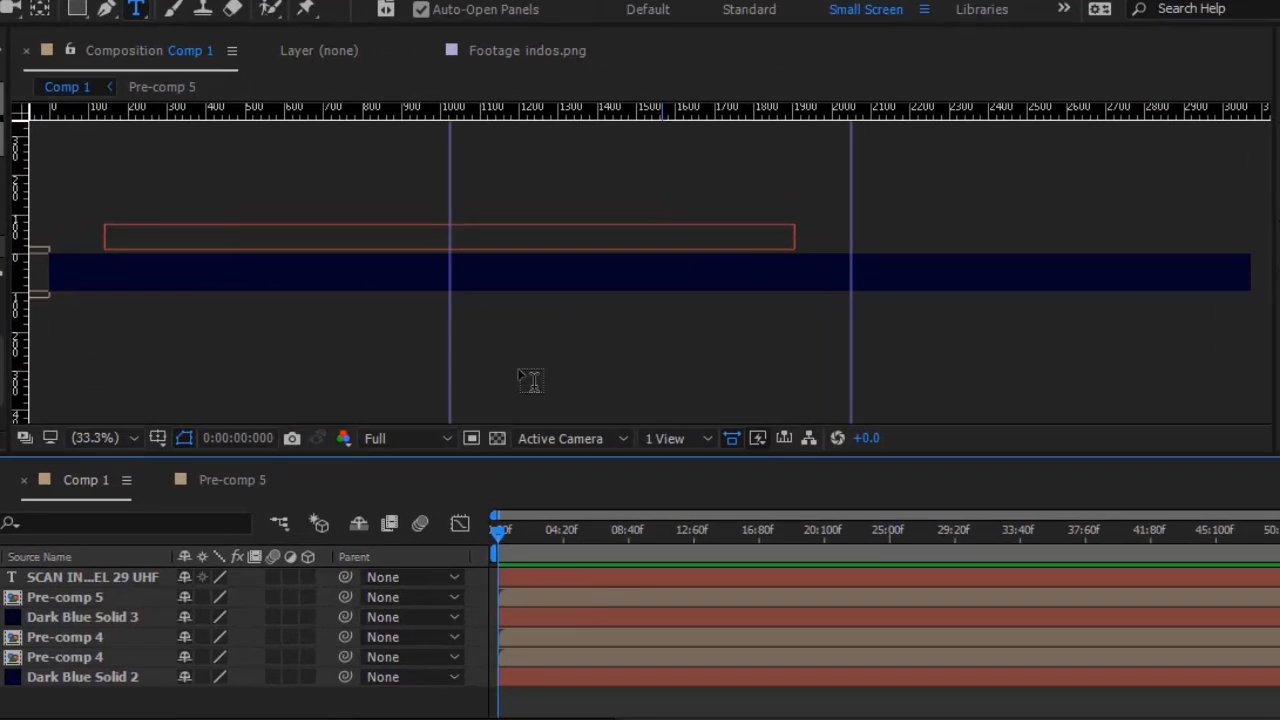 Auto-Open Panels Default Standard Small Screen Libraries Search Help
Composition Comp 1 Layer (none) Footage indos.png
Comp 1 Pre-comp 5
0 100 200 300 400 500 600 700 800 900 1000 1100 1200 1300 1400 1500 1600 1700 1800 1900 2000 2100 2200 2300 2400 2500 2600 2700 2800 2900 3000
(33.3%) 0:00:00:000 Full Active Camera 1 View +0.0
Comp 1 Pre-comp 5
04:20f 08:40f 12:60f 16:80f 20:100f 25:00f 29:20f 33:40f 37:60f 41:80f 45:100f 50:
Source Name fx Parent
T SCAN IN...EL 29 UHF None
Pre-comp 5 None
Dark Blue Solid 3 None
Pre-comp 4 None
Pre-comp 4 None
Dark Blue Solid 2 None